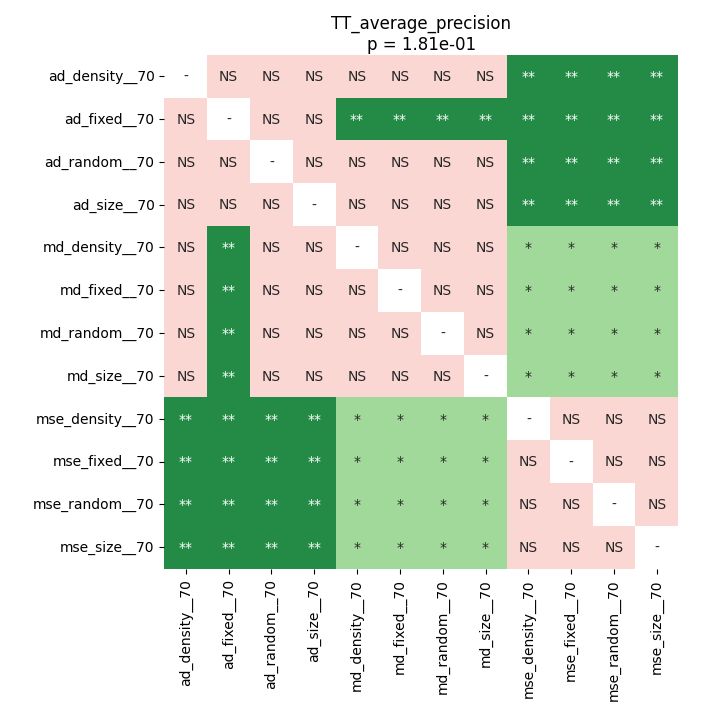 TT_average_precision
p = 1.81e-01
ad_density__70 - NS NS NS NS NS NS NS ** ** ** **
ad_fixed__70 NS - NS NS ** ** ** ** ** ** ** **
ad_random__70 NS NS - NS NS NS NS NS ** ** ** **
ad_size__70 NS NS NS - NS NS NS NS ** ** ** **
md_density__70 NS ** NS NS - NS NS NS * * * *
md_fixed__70 NS ** NS NS NS - NS NS * * * *
md_random__70 NS ** NS NS NS NS - NS * * * *
md_size__70 NS ** NS NS NS NS NS - * * * *
mse_density__70 ** ** ** ** * * * * - NS NS NS
mse_fixed__70 ** ** ** ** * * * * NS - NS NS
mse_random__70 ** ** ** ** * * * * NS NS - NS
mse_size__70 ** ** ** ** * * * * NS NS NS -
ad_density__70
ad_fixed__70
ad_random__70
ad_size__70
md_density__70
md_fixed__70
md_random__70
md_size__70
mse_density__70
mse_fixed__70
mse_random__70
mse_size__70